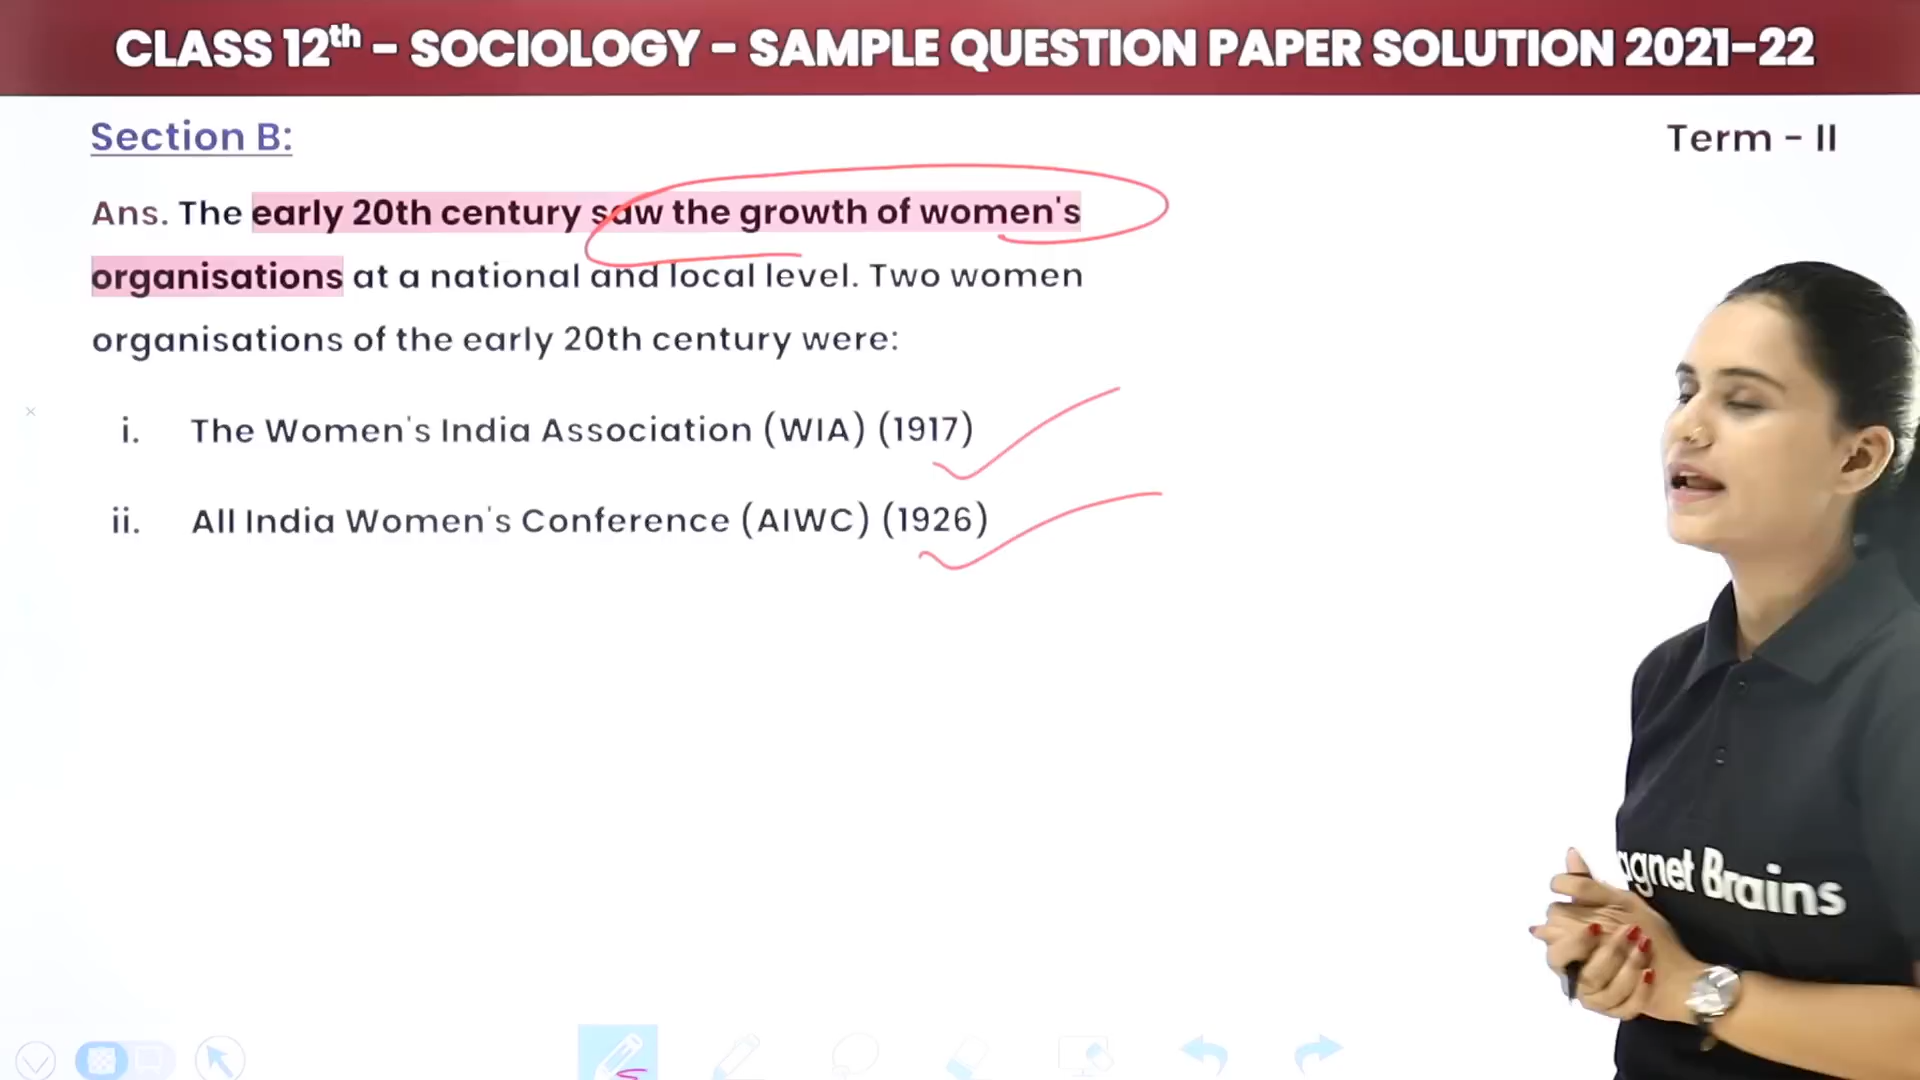 CLASS 12th – SOCIOLOGY – SAMPLE QUESTION PAPER SOLUTION 2021–22
Section B:
Term – II
Ans. The early 20th century saw the growth of women's
organisations at a national and local level. Two women
organisations of the early 20th century were:
i. The Women's India Association (WIA) (1917)
ii. All India Women's Conference (AIWC) (1926)
agnet Brains